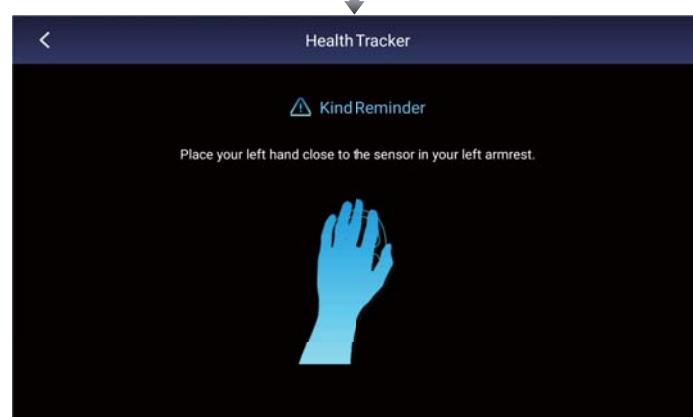 Health Tracker
Kind Reminder
Place your left hand close to the sensor in your left armrest.